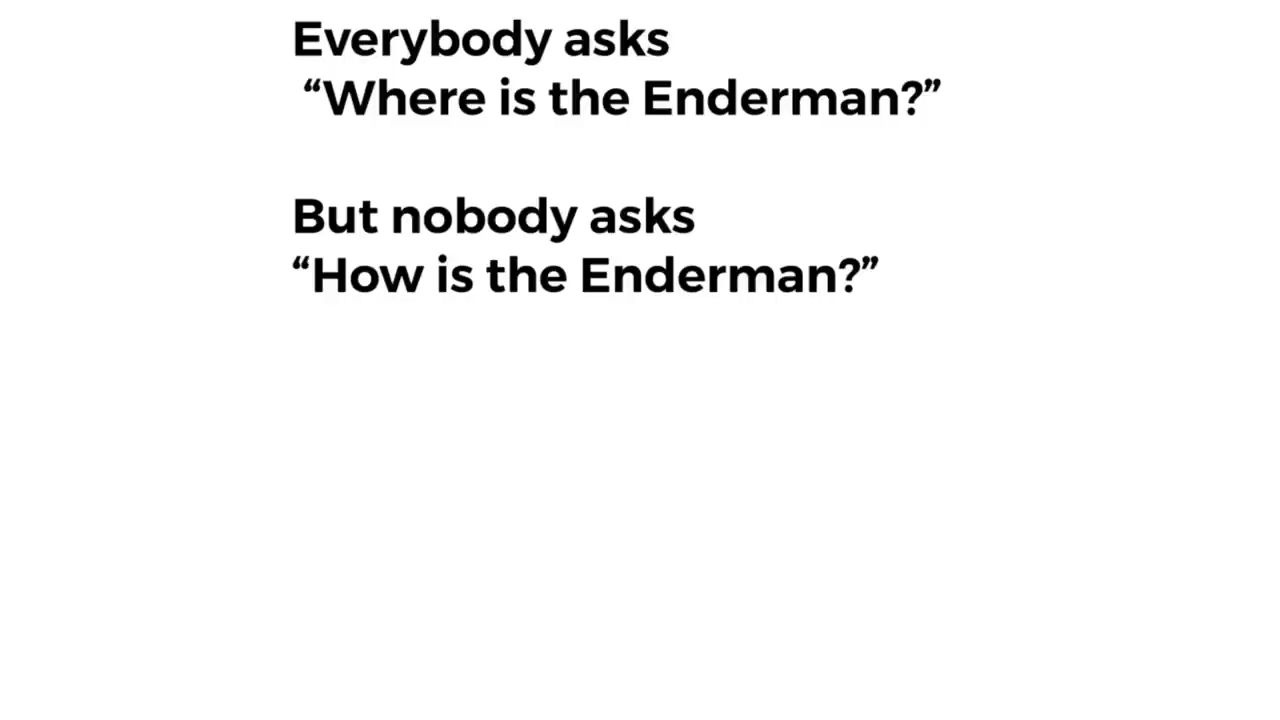 Everybody asks
“Where is the Enderman?”
But nobody asks
“How is the Enderman?”